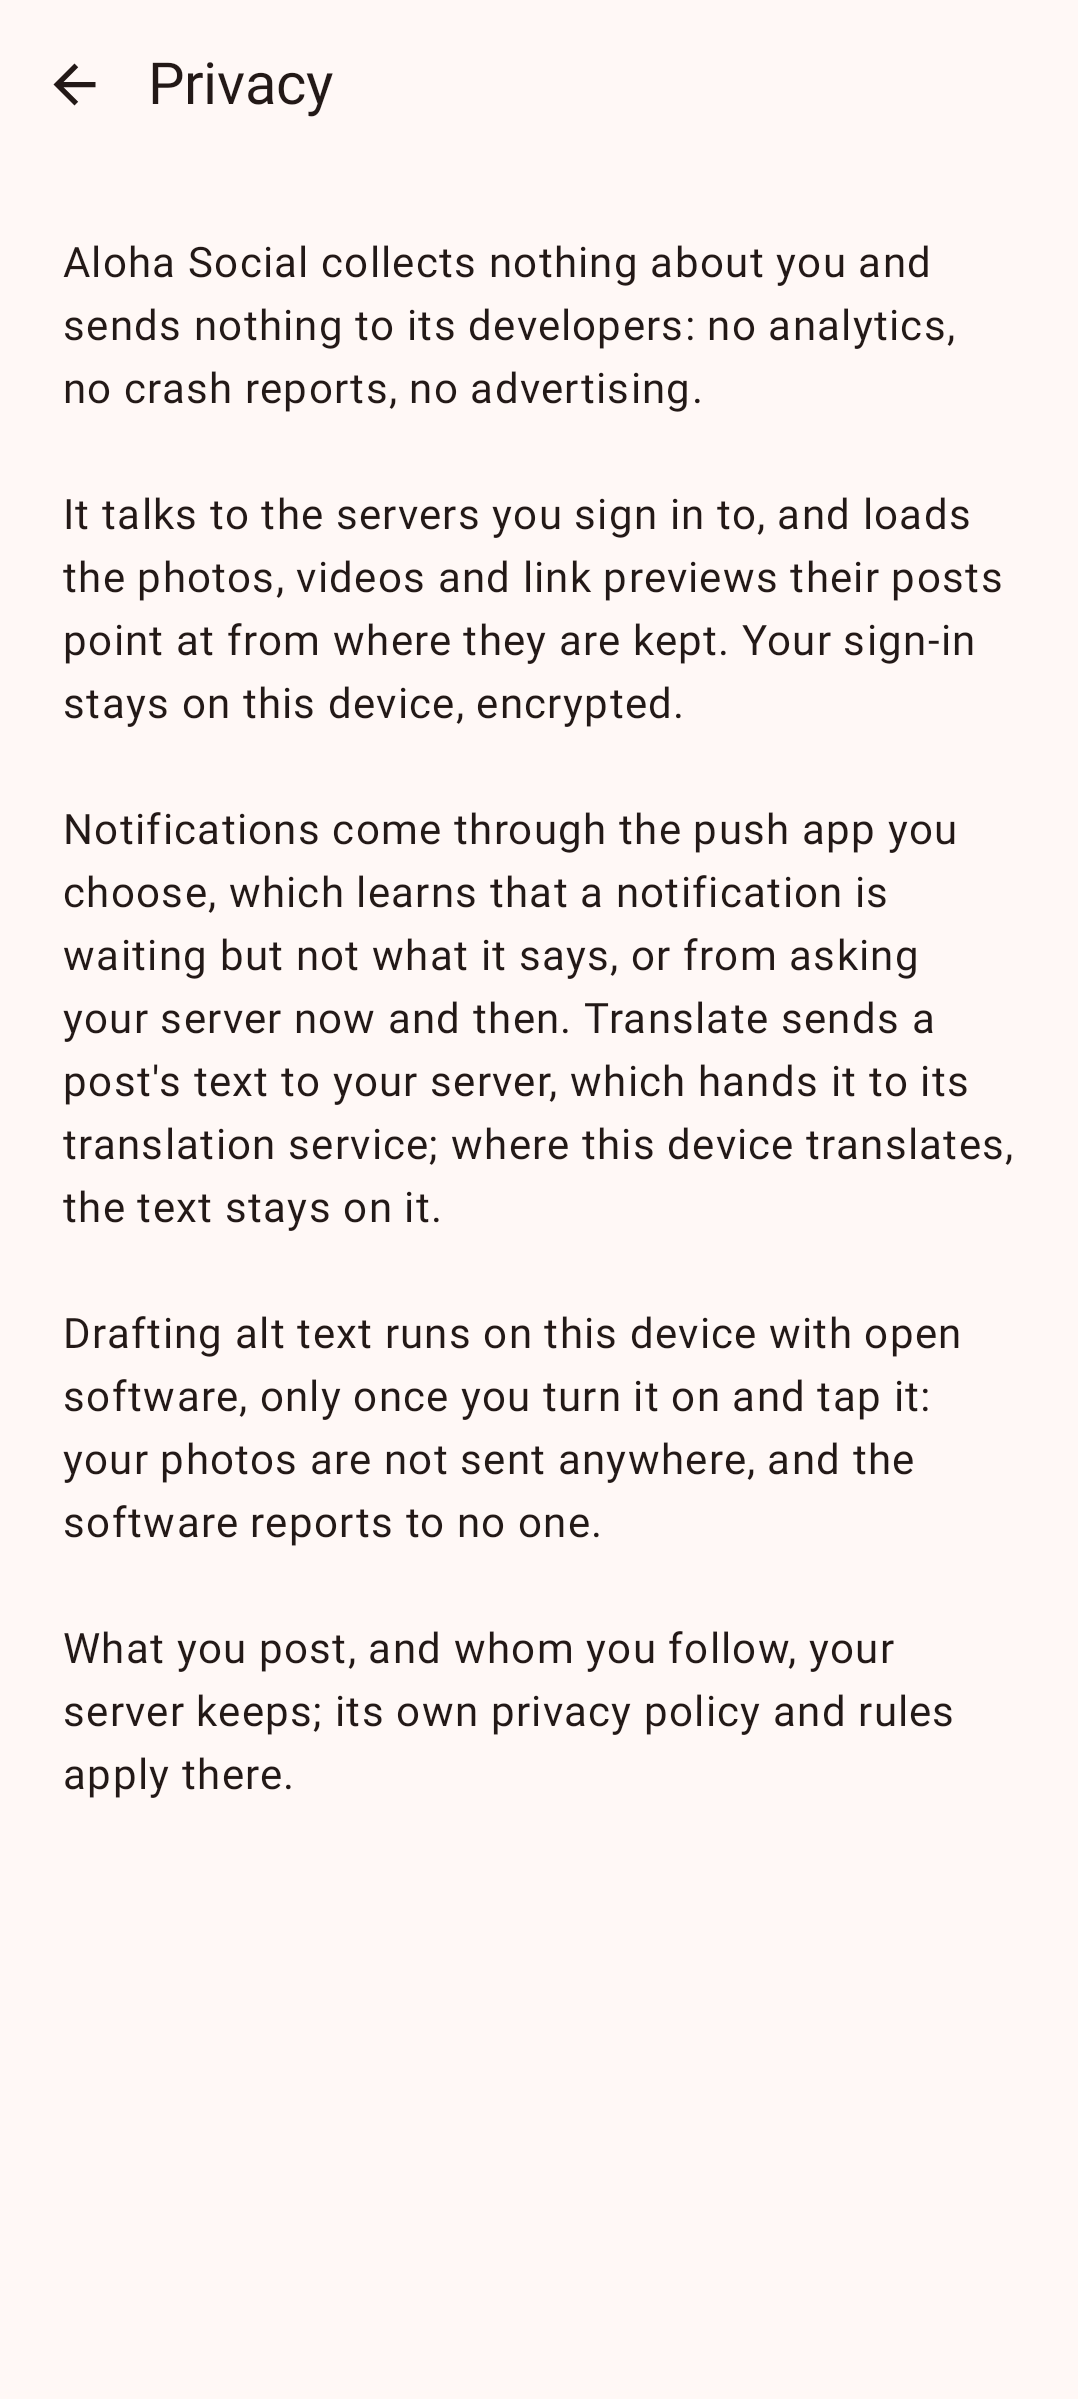 Privacy
Aloha Social collects nothing about you and
sends nothing to its developers: no analytics,
no crash reports, no advertising.
It talks to the servers you sign in to, and loads
the photos, videos and link previews their posts
point at from where they are kept. Your sign-in
stays on this device, encrypted.
Notifications come through the push app you
choose, which learns that a notification is
waiting but not what it says, or from asking
your server now and then. Translate sends a
post's text to your server, which hands it to its
translation service; where this device translates,
the text stays on it.
Drafting alt text runs on this device with open
software, only once you turn it on and tap it:
your photos are not sent anywhere, and the
software reports to no one.
What you post, and whom you follow, your
server keeps; its own privacy policy and rules
apply there.